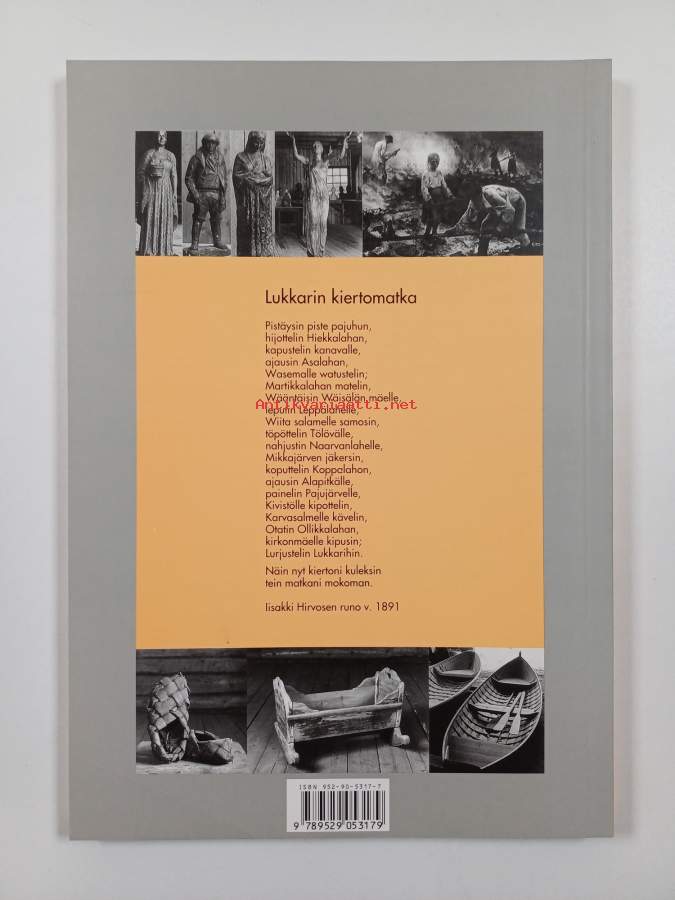 Lukkarin kiertomatka
Pistäysin piste pajuhun,
hijottelin Hiekkalahan,
kapustelin kanavalle,
ajausin Asalahan,
Wasemalle watustelin;
Martikkalahan matelin,
Wääntäisin Wäisälän mäelle,
Antikvariaatti.net
leputin Leppälahelle,
Wiita salamelle samosin,
töpöttelin Tölövälle,
nahjustin Naarvanlahelle,
Mikkajärven jäkersin,
koputtelin Koppalahon,
ajausin Alapitkälle,
painelin Pajujärvelle,
Kivistölle kipottelin,
Karvasalmelle kävelin,
Otatin Ollikkalahan,
kirkonmäelle kipusin;
Lurjustelin Lukkarihin.
Näin nyt kiertoni kuleksin
tein matkani mokoman.
Iisakki Hirvosen runo v. 1891
ISBN 952-90-5317-7
9 789529 053179